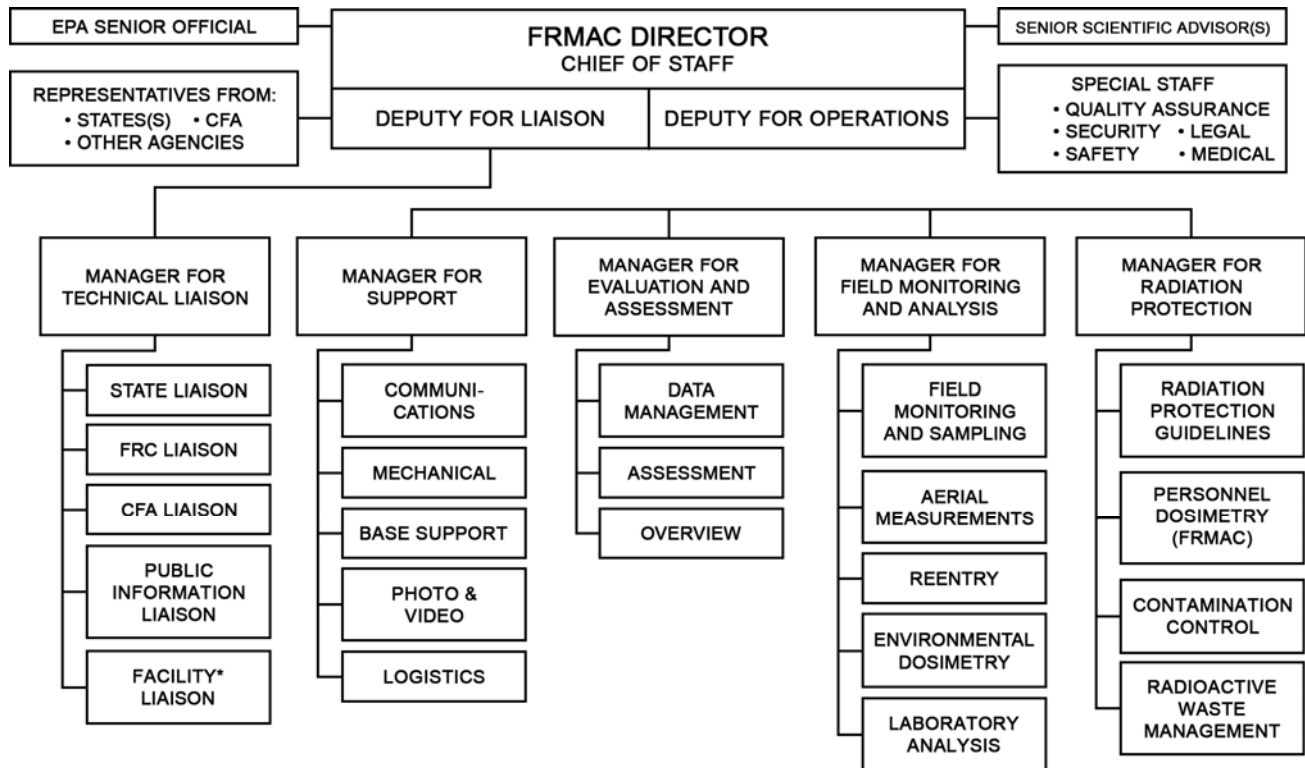 EPA SENIOR OFFICIAL
FRMAC DIRECTOR
CHIEF OF STAFF
SENIOR SCIENTIFIC ADVISOR(S)
REPRESENTATIVES FROM:
• STATES(S) • CFA
• OTHER AGENCIES
DEPUTY FOR LIAISON
DEPUTY FOR OPERATIONS
SPECIAL STAFF
• QUALITY ASSURANCE
• SECURITY • LEGAL
• SAFETY • MEDICAL
MANAGER FOR
TECHNICAL LIAISON
STATE LIAISON
FRC LIAISON
CFA LIAISON
PUBLIC
INFORMATION
LIAISON
FACILITY*
LIAISON
MANAGER FOR
SUPPORT
COMMUNI-
CATIONS
MECHANICAL
BASE SUPPORT
PHOTO &
VIDEO
LOGISTICS
MANAGER FOR
EVALUATION AND
ASSESSMENT
DATA
MANAGEMENT
ASSESSMENT
OVERVIEW
MANAGER FOR
FIELD MONITORING
AND ANALYSIS
FIELD
MONITORING
AND SAMPLING
AERIAL
MEASUREMENTS
REENTRY
ENVIRONMENTAL
DOSIMETRY
LABORATORY
ANALYSIS
MANAGER FOR
RADIATION
PROTECTION
RADIATION
PROTECTION
GUIDELINES
PERSONNEL
DOSIMETRY
(FRMAC)
CONTAMINATION
CONTROL
RADIOACTIVE
WASTE
MANAGEMENT